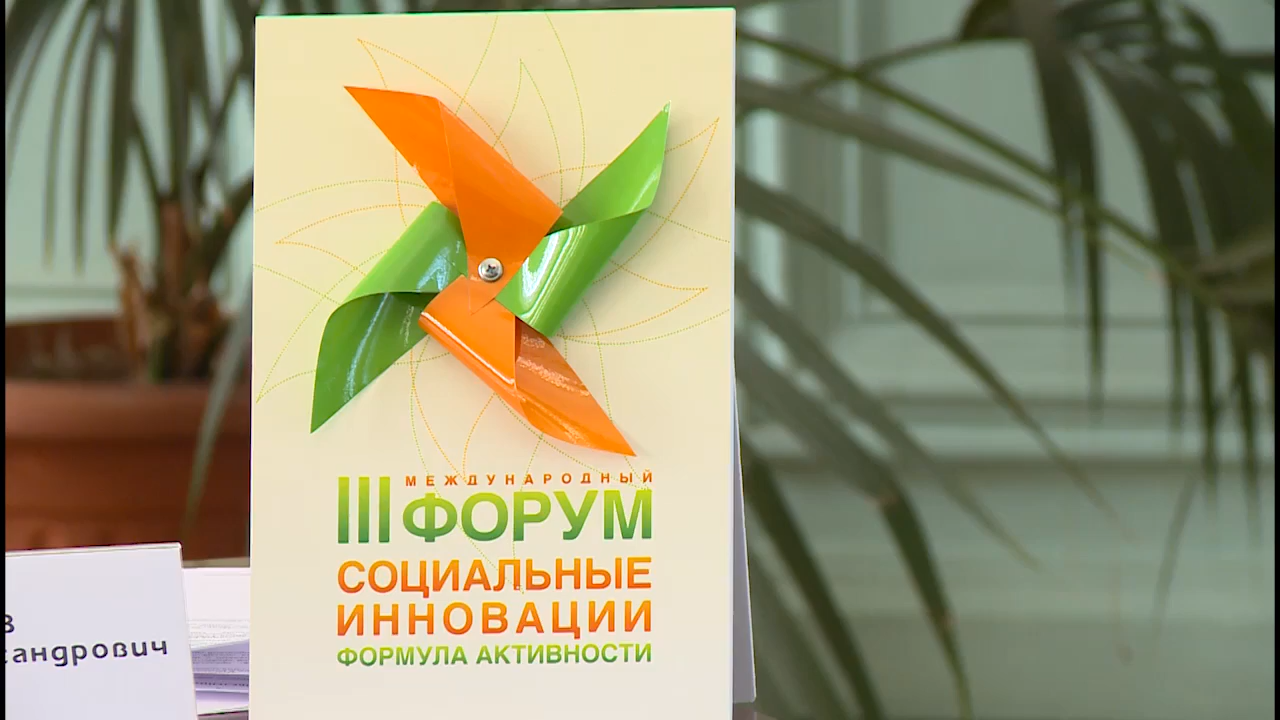 III МЕЖДУНАРОДНЫЙ
ФОРУМ
СОЦИАЛЬНЫЕ
ИННОВАЦИИ
ФОРМУЛА АКТИВНОСТИ